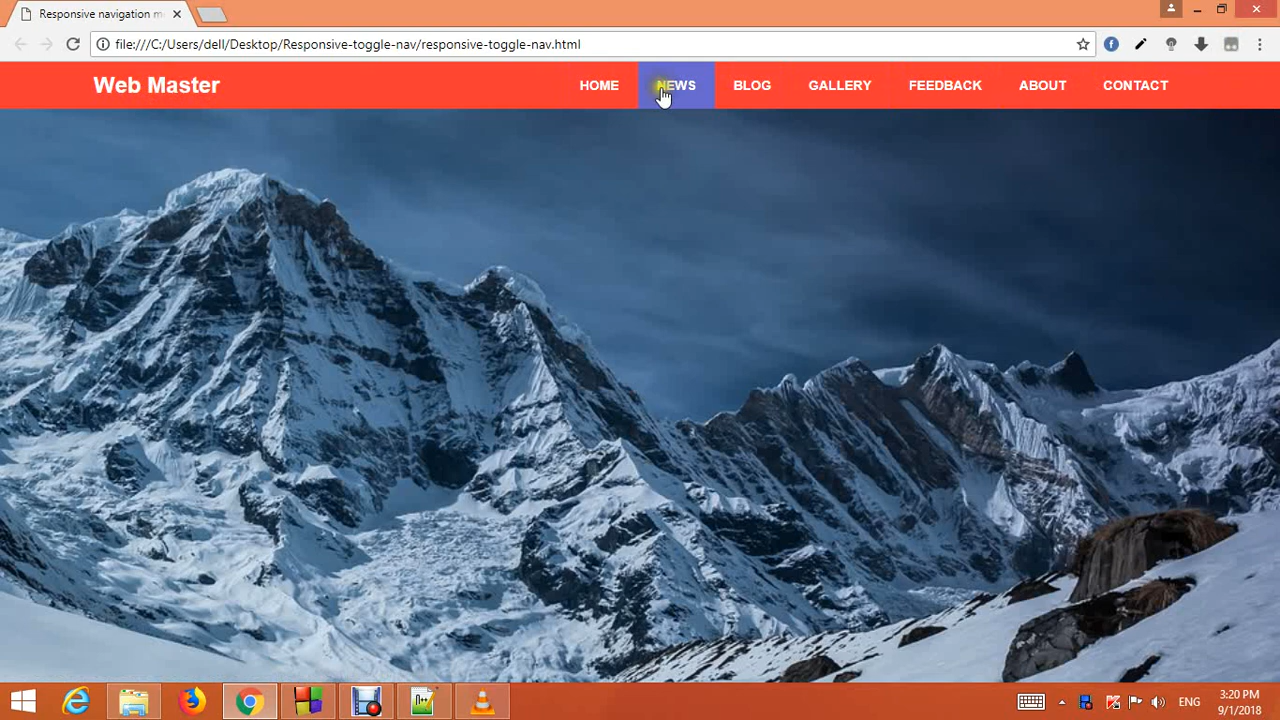 Responsive navigation m
file:///C:/Users/dell/Desktop/Responsive-toggle-nav/responsive-toggle-nav.html
Web Master HOME NEWS BLOG GALLERY FEEDBACK ABOUT CONTACT
ENG
3:20 PM
9/1/2018